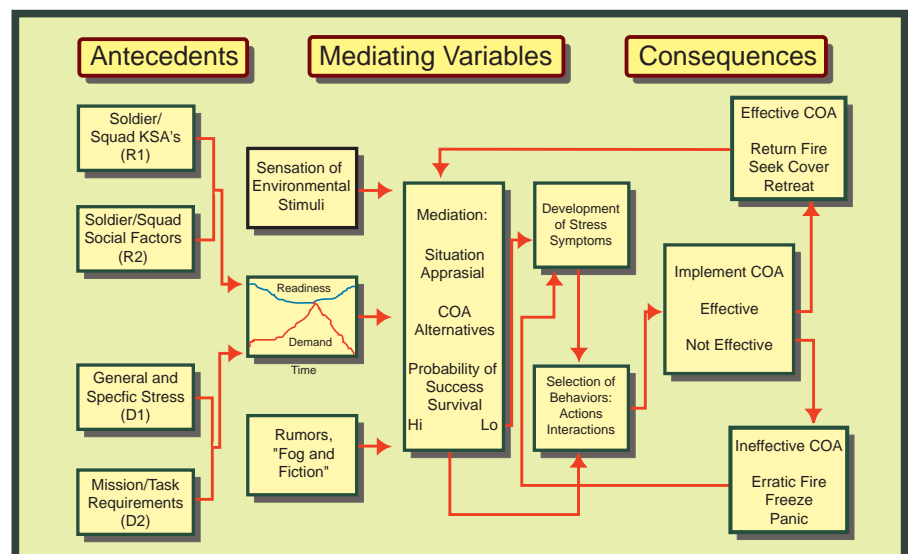 Antecedents
Mediating Variables
Consequences
Soldier/
Squad KSA's
(R1)
Soldier/Squad
Social Factors
(R2)
General and
Specfic Stress
(D1)
Mission/Task
Requirements
(D2)
Sensation of
Environmental
Stimuli
Readiness
Demand
Time
Rumors,
"Fog and
Fiction"
Mediation:
Situation
Apprasial
COA
Alternatives
Probability of
Success
Survival
Hi Lo
Development
of Stress
Symptoms
Selection of
Behaviors:
Actions
Interactions
Implement COA
Effective
Not Effective
Effective COA
Return Fire
Seek Cover
Retreat
Ineffective COA
Erratic Fire
Freeze
Panic